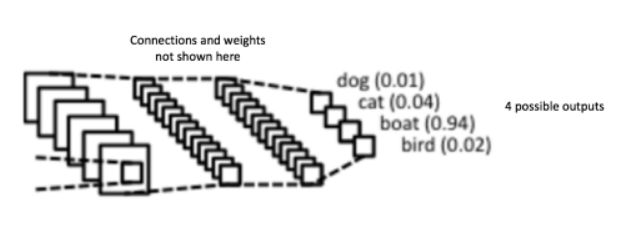 Connections and weights
not shown here
dog (0.01)
cat (0.04)
boat (0.94)
bird (0.02)
4 possible outputs